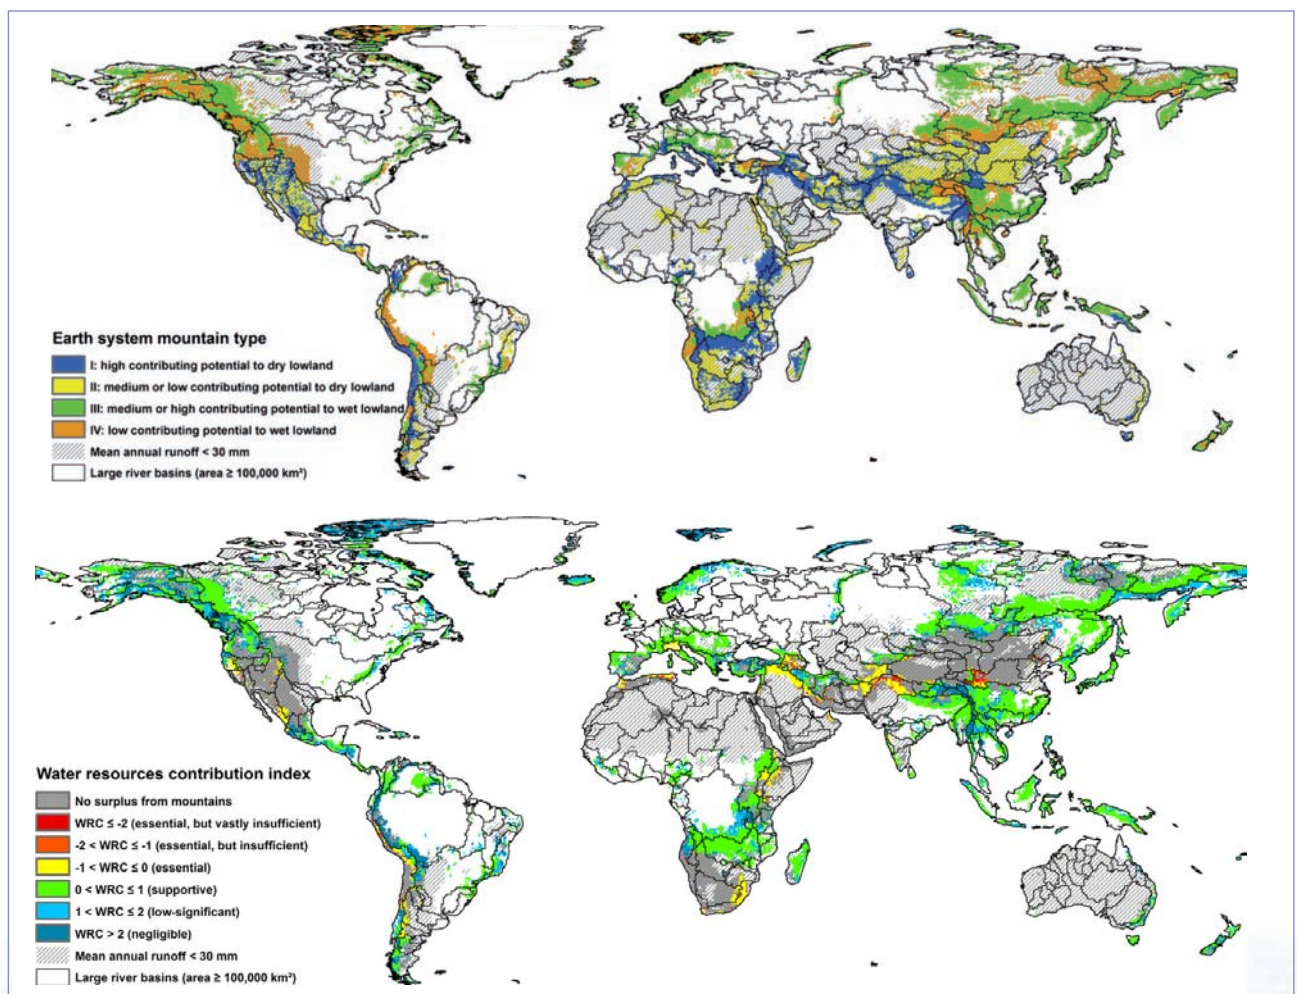 Earth system mountain type
I: high contributing potential to dry lowland
II: medium or low contributing potential to dry lowland
III: medium or high contributing potential to wet lowland
IV: low contributing potential to wet lowland
Mean annual runoff < 30 mm
Large river basins (area ≥ 100,000 km²)
Water resources contribution index
No surplus from mountains
WRC ≤ -2 (essential, but vastly insufficient)
-2 < WRC ≤ -1 (essential, but insufficient)
-1 < WRC ≤ 0 (essential)
0 < WRC ≤ 1 (supportive)
1 < WRC ≤ 2 (low-significant)
WRC > 2 (negligible)
Mean annual runoff < 30 mm
Large river basins (area ≥ 100,000 km²)